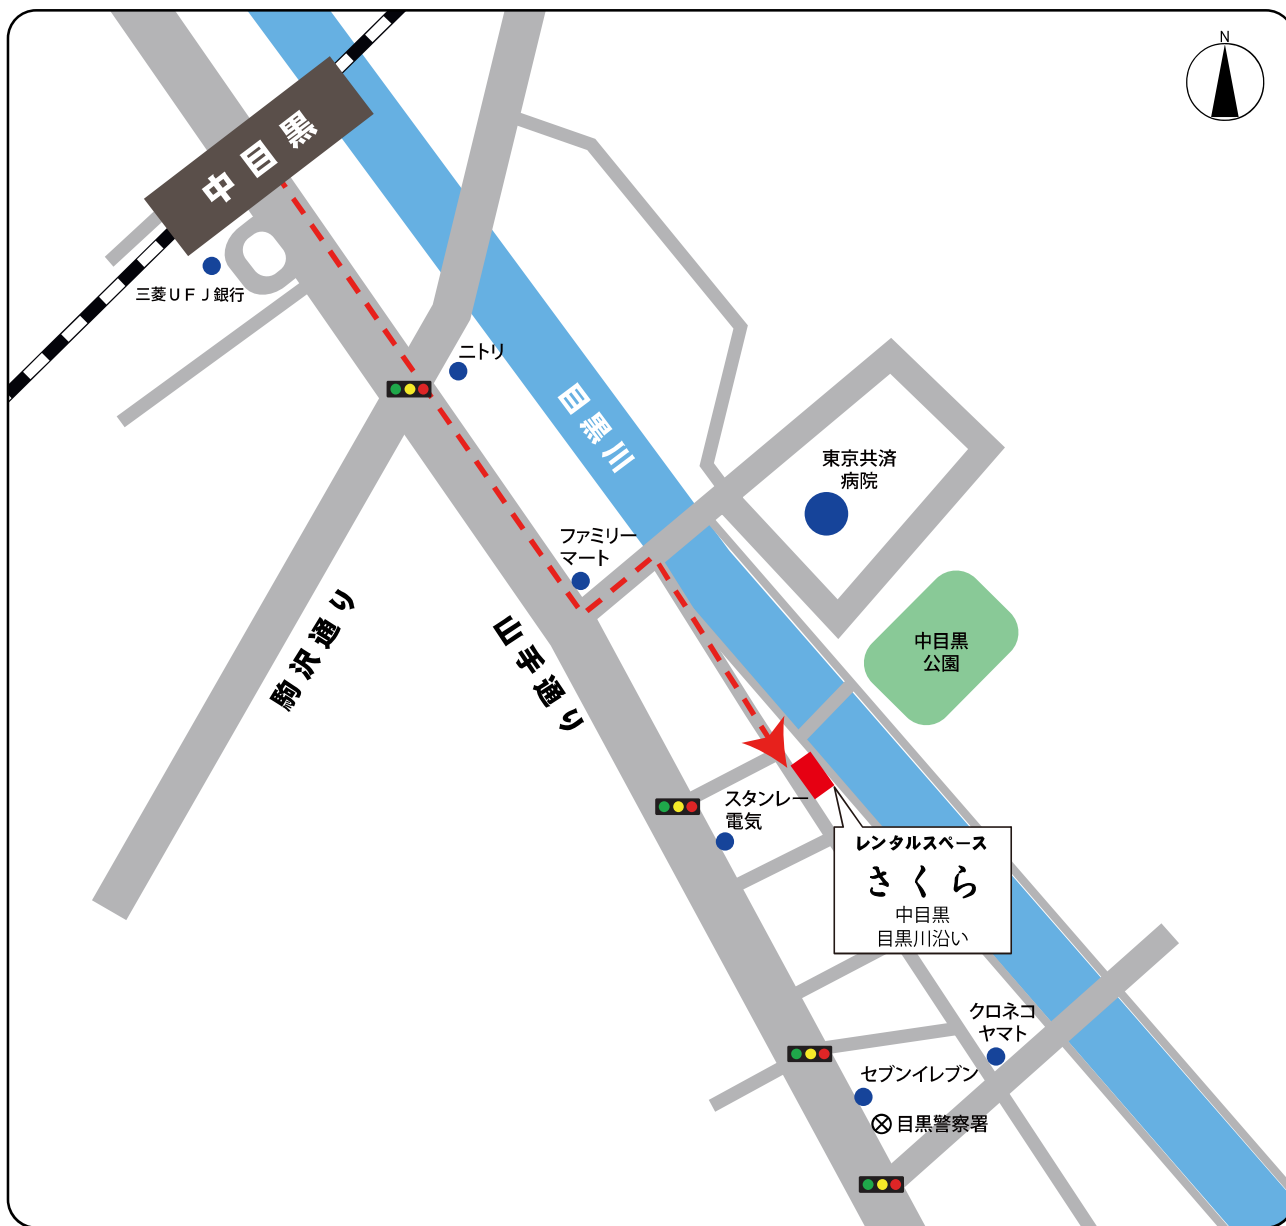 N
中目黒
三菱UFJ銀行
ニトリ
目黒川
東京共済
病院
ファミリー
マート
駒沢通り
山手通り
中目黒
公園
スタンレー
電気
レンタルスペース
さくら
中目黒
目黒川沿い
クロネコ
ヤマト
セブンイレブン
目黒警察署